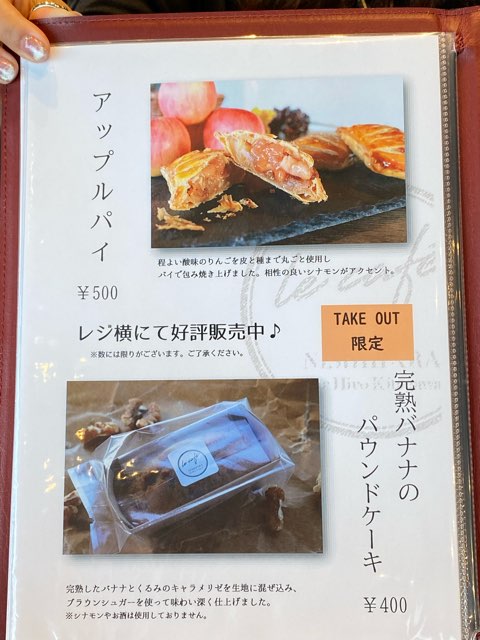 アップルパイ
¥500
程よい酸味のりんごを皮と種まで丸ごと使用し
パイで包み焼き上げました。相性の良いシナモンがアクセント。
レジ横にて好評販売中♪
※数には限りがございます。ご了承ください。
TAKE OUT
限定
le café
完熟バナナの
パウンドケーキ
¥400
le café
完熟したバナナとくるみのキャラメリゼを生地に混ぜ込み、
ブラウンシュガーを使って味わい深く仕上げました。
※シナモンやお酒は使用しておりません。